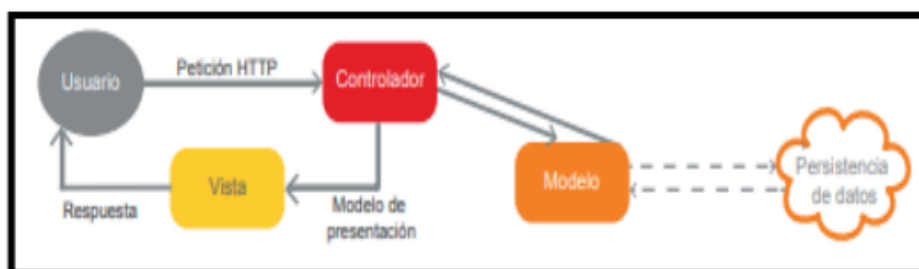 Usuario
Petición HTTP
Controlador
Vista
Respuesta
Modelo de
presentación
Modelo
Persistencia
de datos